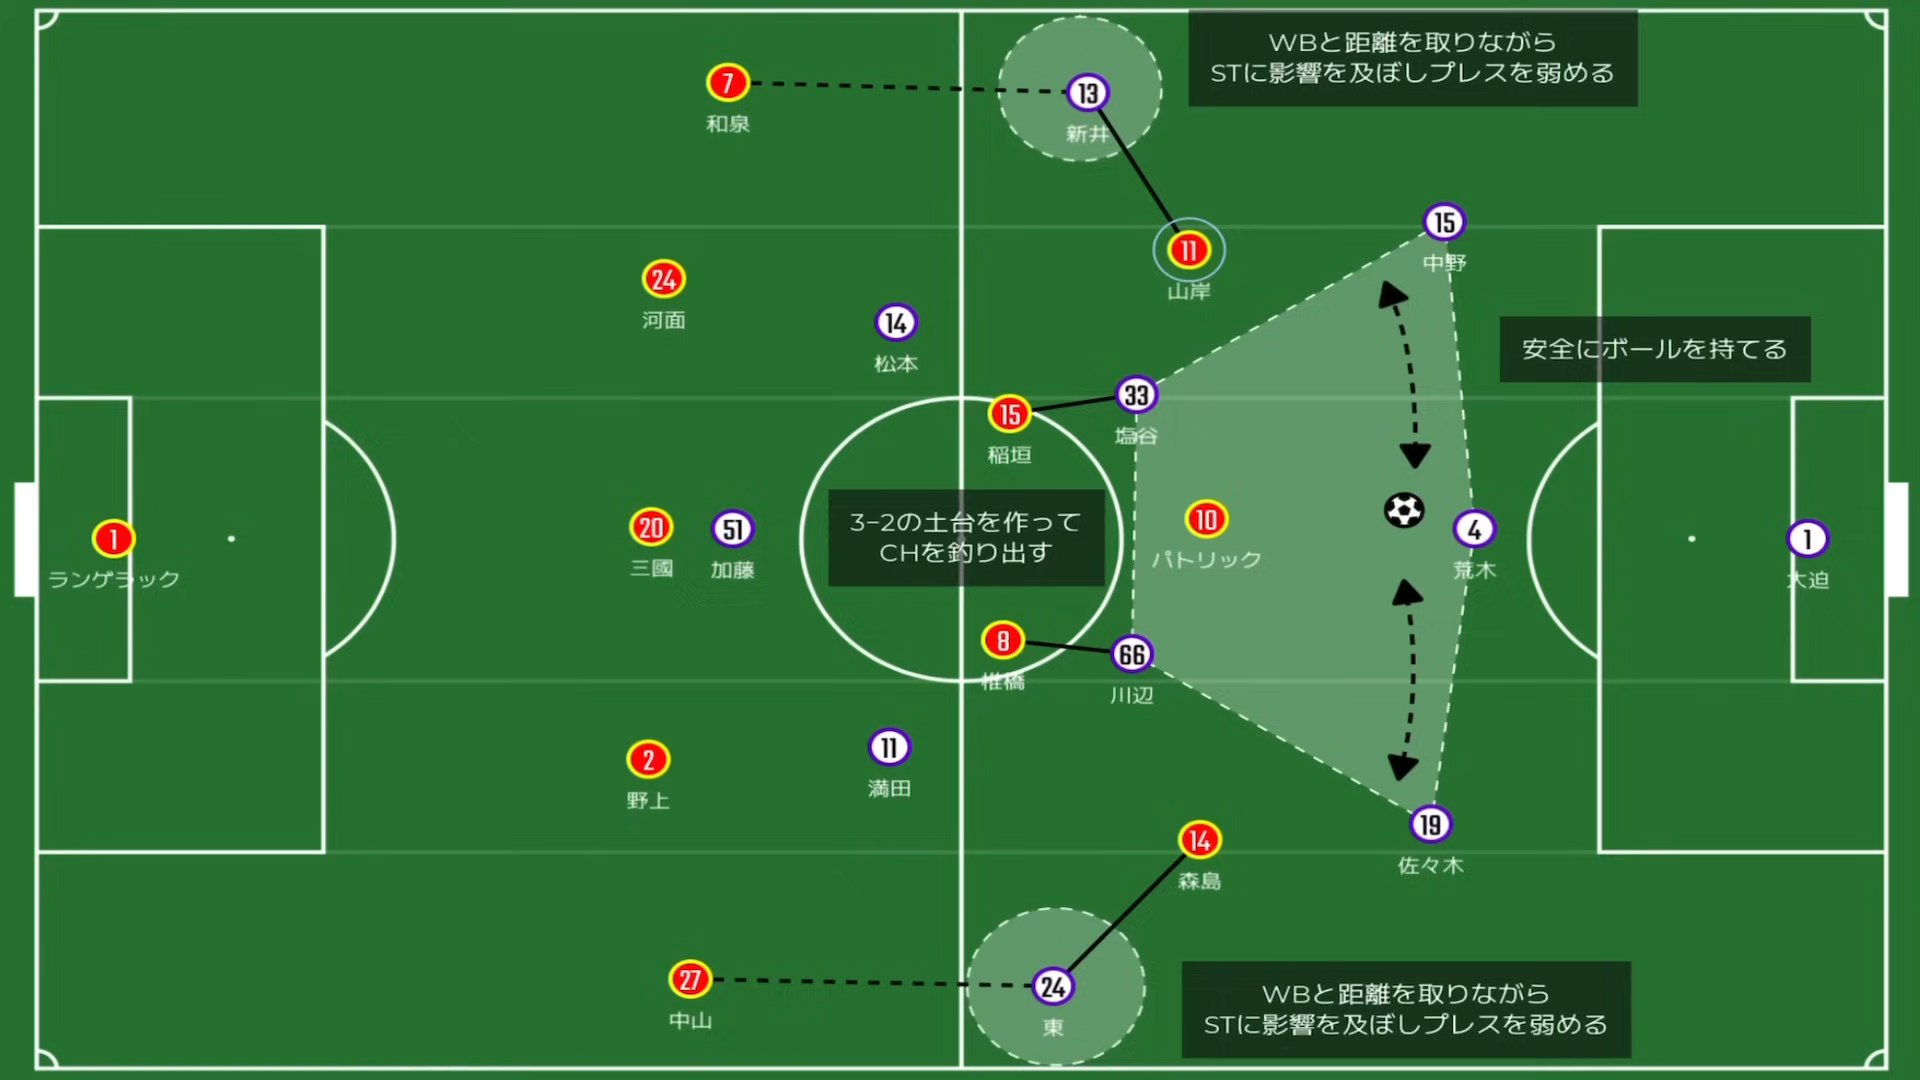 WBと距離を取りながら
STに影響を及ぼしプレスを弱める
7
和泉
13
新井
15
中野
11
山岸
24
河面
14
松本
安全にボールを持てる
33
塩谷
15
稲垣
1
ランゲラック
20
三國
51
加藤
3-2の土台を作って
CHを釣り出す
10
パトリック
4
荒木
1
大迫
8
椎橋
66
川辺
2
野上
11
満田
14
森島
19
佐々木
27
中山
24
東
WBと距離を取りながら
STに影響を及ぼしプレスを弱める